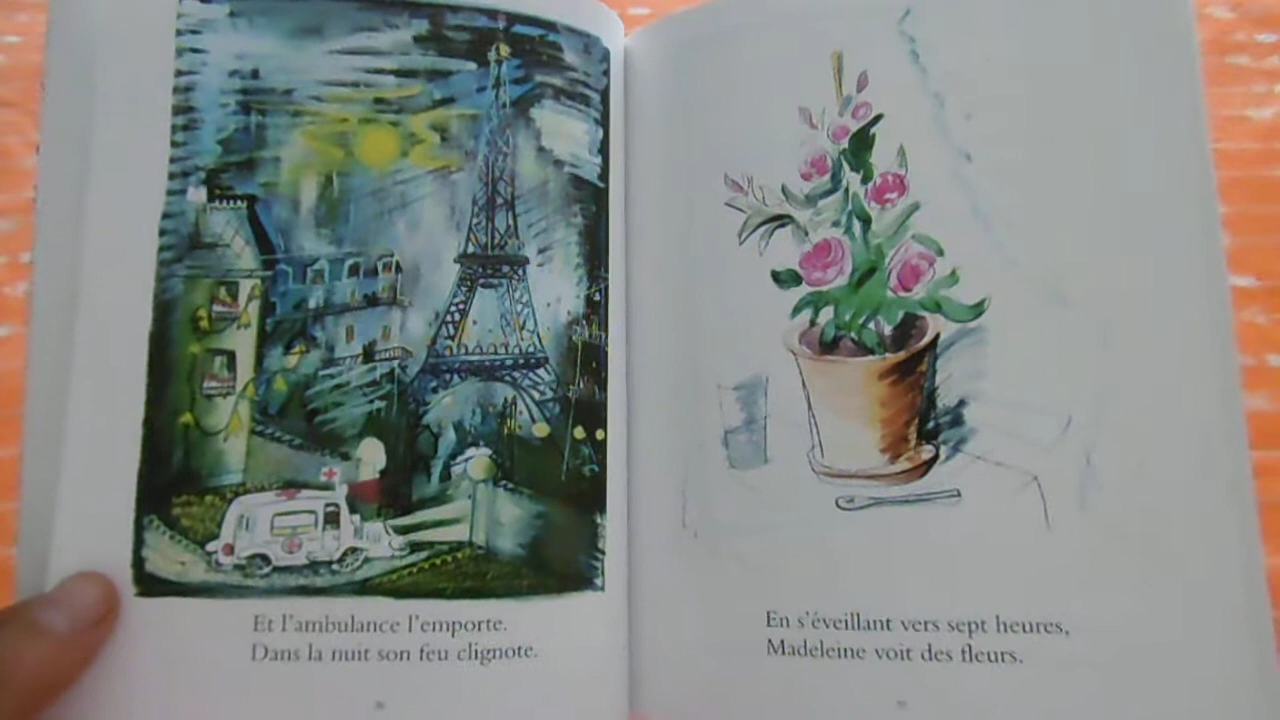 Et l'ambulance l'emporte.
Dans la nuit son feu clignote.
En s'éveillant vers sept heures,
Madeleine voit des fleurs.